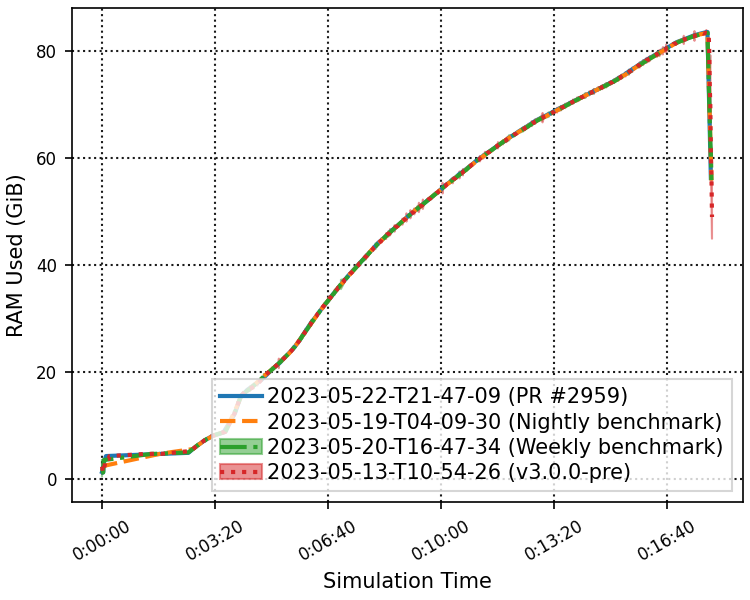 80
60
40
20
0
RAM Used (GiB)
2023-05-22-T21-47-09 (PR #2959)
2023-05-19-T04-09-30 (Nightly benchmark)
2023-05-20-T16-47-34 (Weekly benchmark)
2023-05-13-T10-54-26 (v3.0.0-pre)
0:00:00
0:03:20
0:06:40
0:10:00
0:13:20
0:16:40
Simulation Time